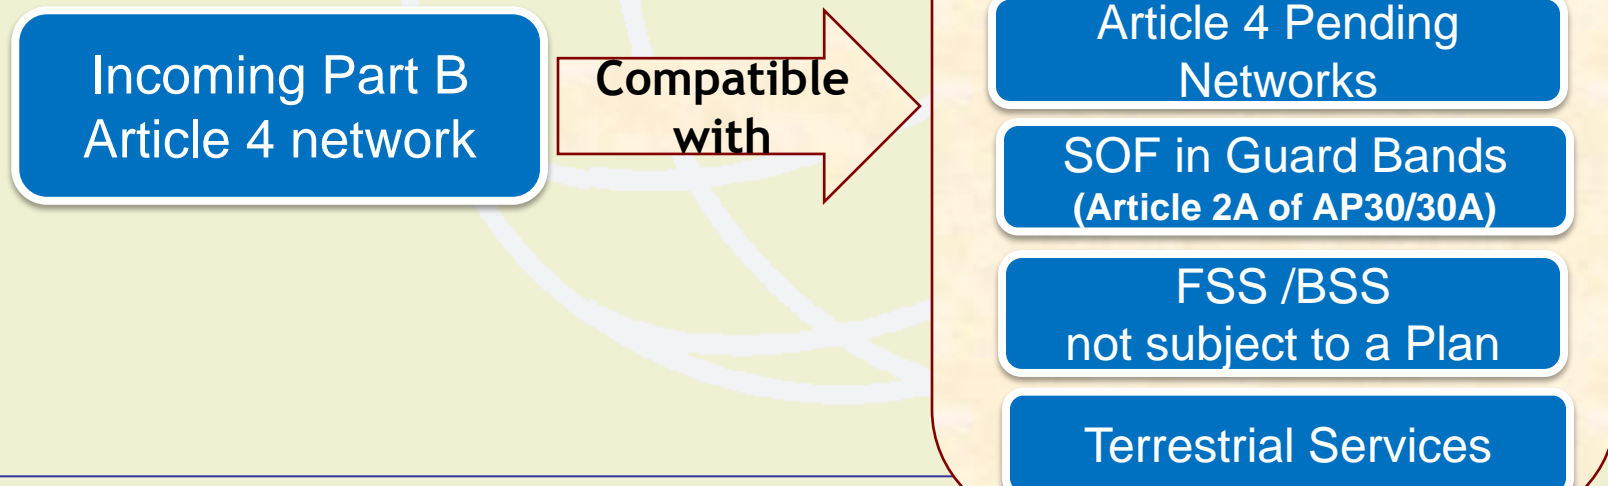 Incoming Part B
Article 4 network
Compatible
with
Article 4 Pending
Networks
SOF in Guard Bands
(Article 2A of AP30/30A)
FSS /BSS
not subject to a Plan
Terrestrial Services